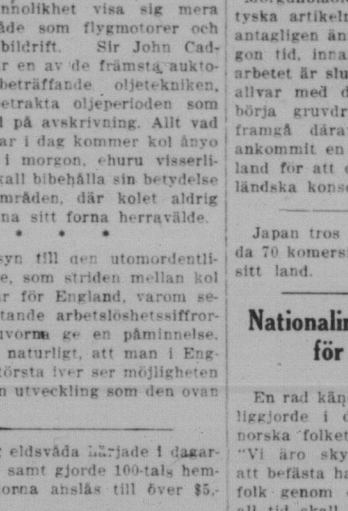 nnolikhet visa sig mera
åde som flygmotorer och
bildrift. Sir John Cad-
r en av de främsta aukto-
beträffande oljetekniken,
etrakta oljeperioden som
l på avskrivning. Allt vad
ar i dag kommer kol ånyo
i morgon, ehuru visserli-
kall bibehålla sin betydelse
mråden, där kolet aldrig
na sitt forna herravälde.
* * *
syn till den utomordentli-
e, som striden mellan kol
r för England, varom se-
tande arbetslöshetssiffror-
uvorna ge en påminnelse,
naturligt, att man i Eng-
törsta iver ser möjligheten
n utveckling som den ovan
eldsvåda härjade i dagar-
samt gjorde 100-tals hem-
orna anslås till över $5,-
tyska artikeln
antagligen än
gon tid, inna
arbetet är slu
allvar med d
börja gruvdr
framgå dära
ankommit en
land för att
ländska kons
Japan tros
da 70 komers
sitt land.
Nationalin
för
En rad kän
liggjorde i
norska folket
"Vi äro sky
att befästa ha
folk genom